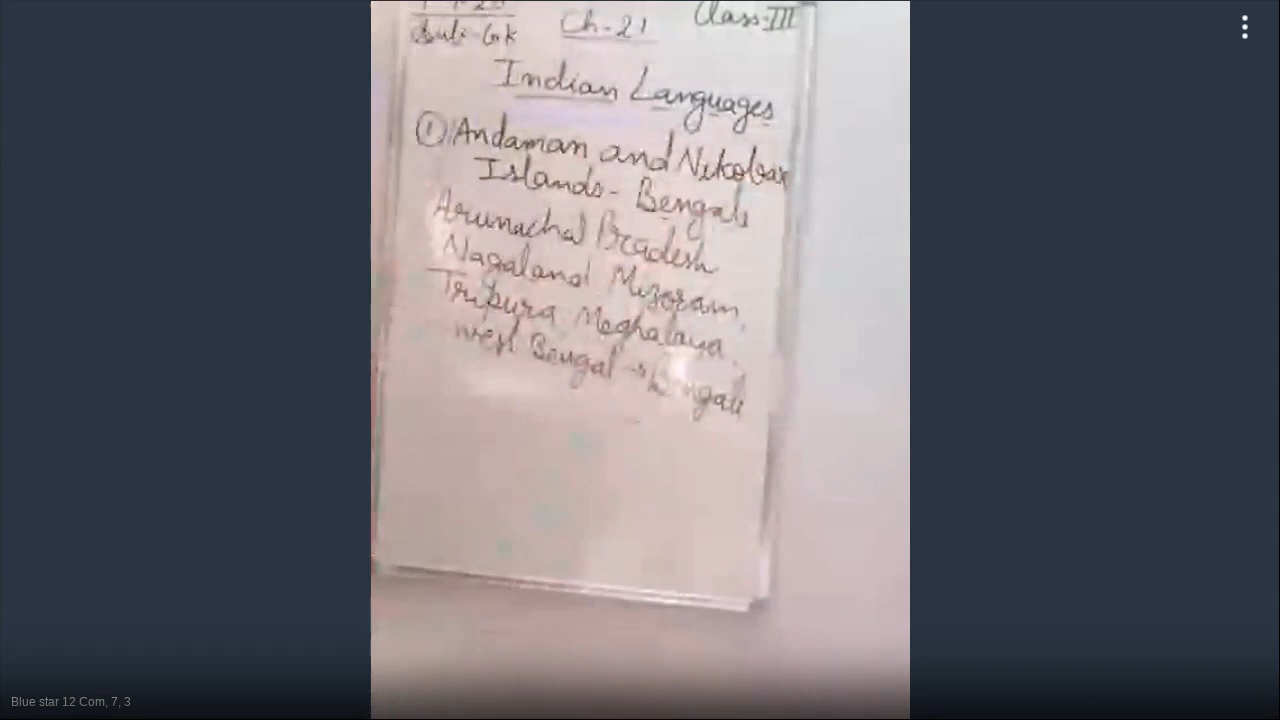 Sub:- G.K
Ch-21
Class-III
Indian Languages
① Andaman and Nikobar
Islands- Bengali
Arunachal Pradesh
Nagaland Mizoram,
Tripura Meghalaya,
West Bengal → Bengali
Blue star 12 Com, 7, 3